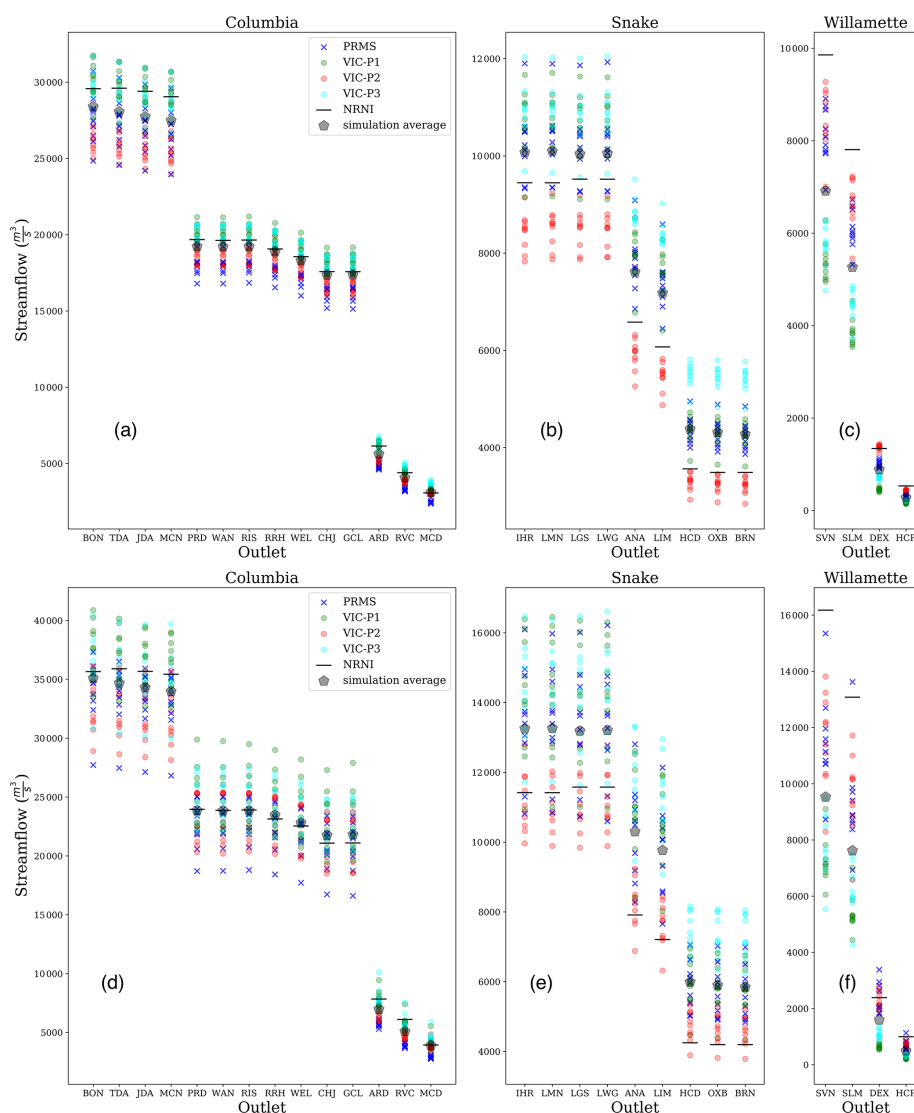 Columbia
Snake
Willamette
30000
25000
20000
15000
10000
5000
Streamflow (m³/s)
PRMS
VIC-P1
VIC-P2
VIC-P3
NRNI
simulation average
(a)
BON TDA JDA MCN PRD WAN RIS RRH WEL CHJ GCL ARD RVC MCD
Outlet
12000
10000
8000
6000
4000
(b)
IHR LMN LGS LWG ANA LIM HCD OXB BRN
Outlet
10000
8000
6000
4000
2000
0
(c)
SVN SLM DEX HCR
Outlet
Columbia
Snake
Willamette
40000
35000
30000
25000
20000
15000
10000
5000
Streamflow (m³/s)
PRMS
VIC-P1
VIC-P2
VIC-P3
NRNI
simulation average
(d)
BON TDA JDA MCN PRD WAN RIS RRH WEL CHJ GCL ARD RVC MCD
Outlet
16000
14000
12000
10000
8000
6000
4000
(e)
IHR LMN LGS LWG ANA LIM HCD OXB BRN
Outlet
16000
14000
12000
10000
8000
6000
4000
2000
0
(f)
SVN SLM DEX HCR
Outlet